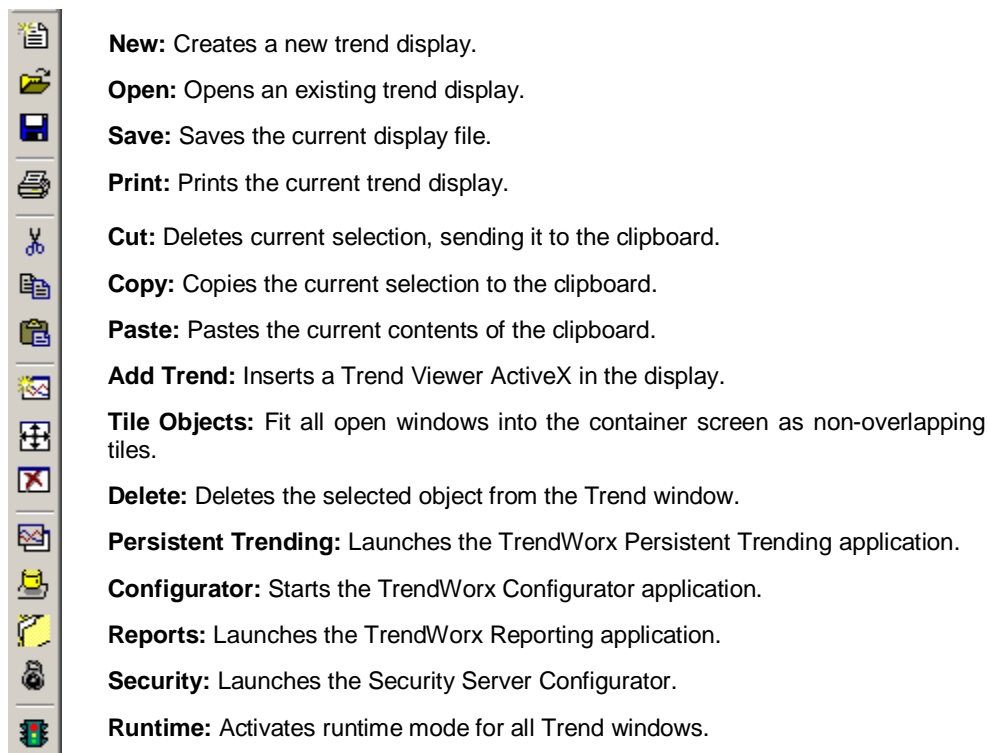 New: Creates a new trend display.
Open: Opens an existing trend display.
Save: Saves the current display file.
Print: Prints the current trend display.
Cut: Deletes current selection, sending it to the clipboard.
Copy: Copies the current selection to the clipboard.
Paste: Pastes the current contents of the clipboard.
Add Trend: Inserts a Trend Viewer ActiveX in the display.
Tile Objects: Fit all open windows into the container screen as non-overlapping
tiles.
Delete: Deletes the selected object from the Trend window.
Persistent Trending: Launches the TrendWorx Persistent Trending application.
Configurator: Starts the TrendWorx Configurator application.
Reports: Launches the TrendWorx Reporting application.
Security: Launches the Security Server Configurator.
Runtime: Activates runtime mode for all Trend windows.